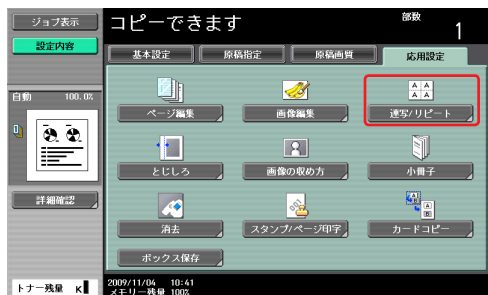 ジョブ表示
コピーできます
部数
1
設定内容
基本設定
原稿指定
原稿画質
応用設定
自動 100.0%
ページ編集
画像編集
A A
A A
連写/リピート
とじしろ
画像の収め方
小冊子
詳細確認
消去
スタンプ/ページ印字
カードコピー
ボックス保存
トナー残量 K
2009/11/04 10:41
メモリー残量 100%